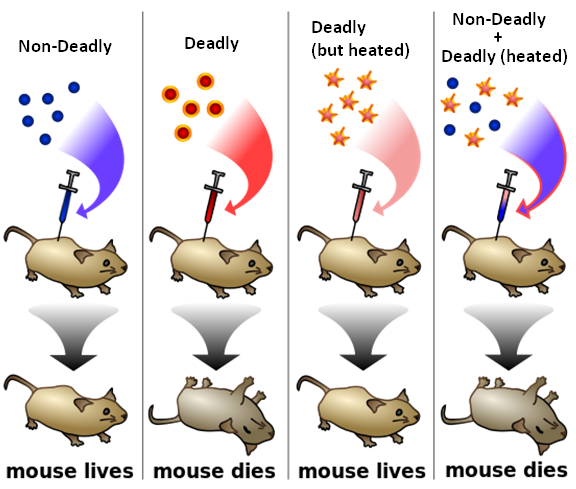 Non-Deadly
Deadly
Deadly
(but heated)
Non-Deadly
+
Deadly (heated)
mouse lives
mouse dies
mouse lives
mouse dies